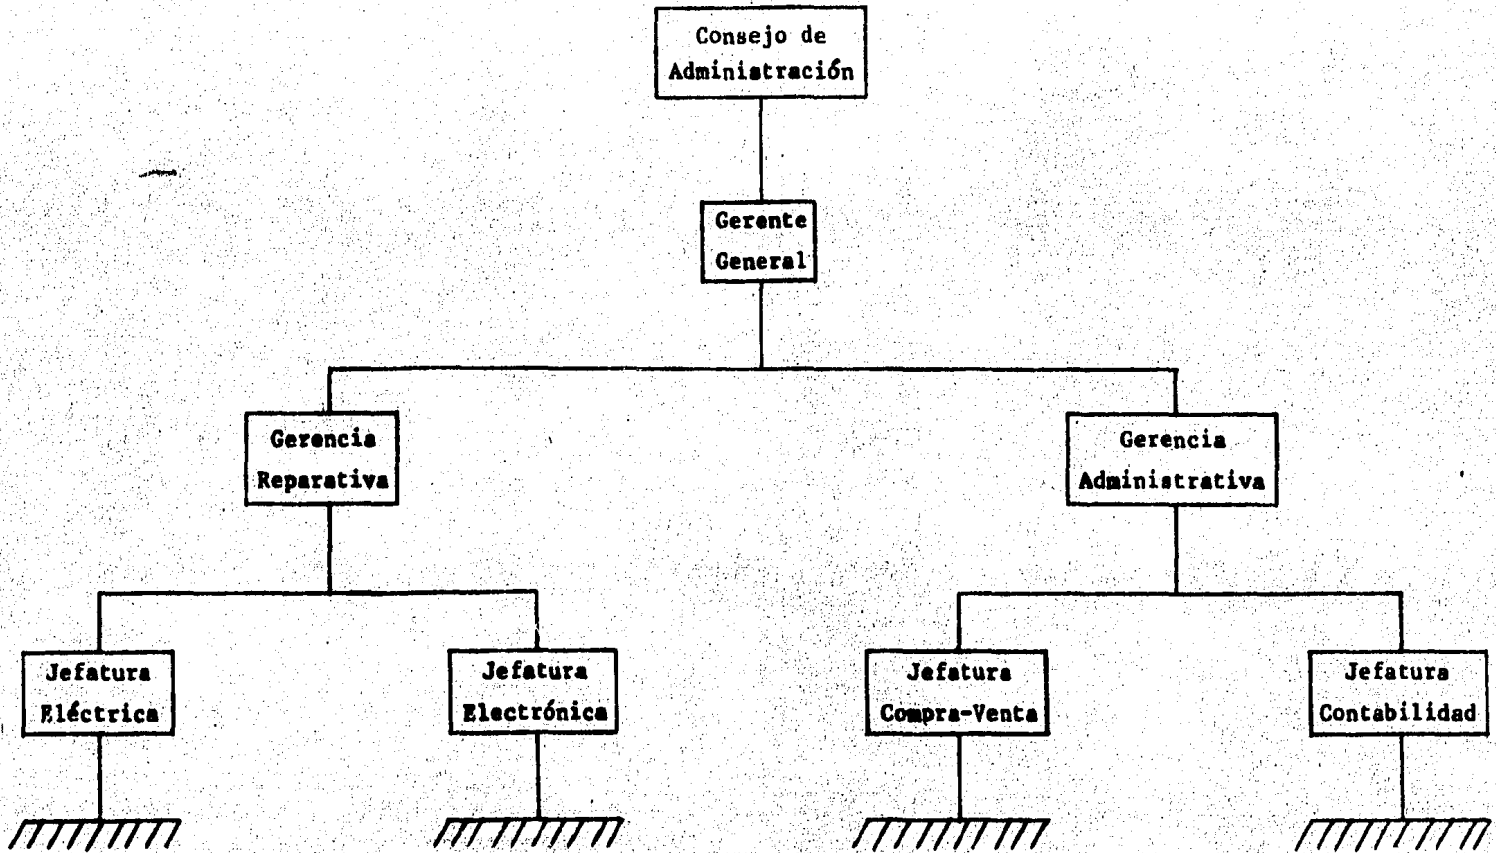 Consejo de
Administración
Gerente
General
Gerencia
Reparativa
Gerencia
Administrativa
Jefatura
Eléctrica
Jefatura
Electrónica
Jefatura
Compra-Venta
Jefatura
Contabilidad